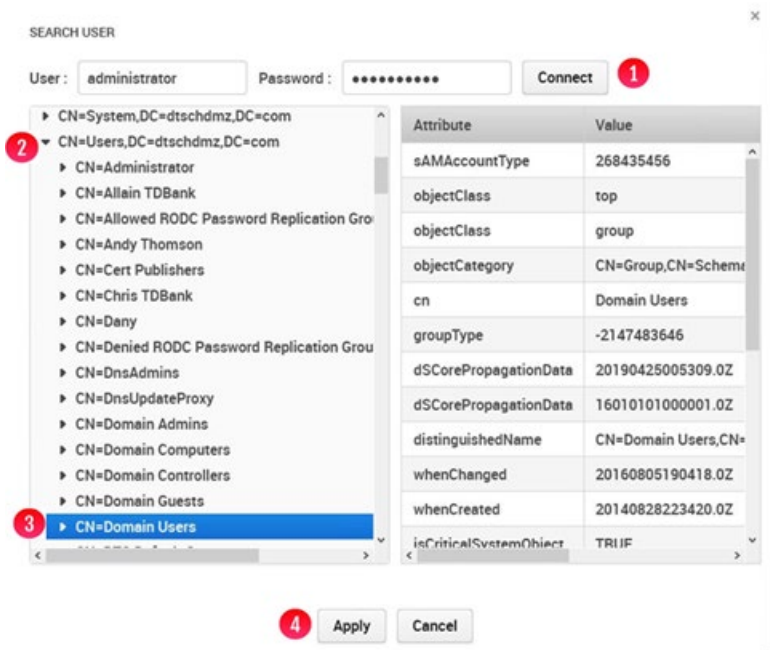 ×
SEARCH USER
User : administrator Password : ●●●●●●●●●● Connect 1
CN=System,DC=dtschdmz,DC=com
2 CN=Users,DC=dtschdmz,DC=com
CN=Administrator
CN=Allain TDBank
CN=Allowed RODC Password Replication Gro
CN=Andy Thomson
CN=Cert Publishers
CN=Chris TDBank
CN=Dany
CN=Denied RODC Password Replication Grou
CN=DnsAdmins
CN=DnsUpdateProxy
CN=Domain Admins
CN=Domain Computers
CN=Domain Controllers
CN=Domain Guests
3 CN=Domain Users
Attribute Value
sAMAccountType 268435456
objectClass top
objectClass group
objectCategory CN=Group,CN=Schema
cn Domain Users
groupType -2147483646
dSCorePropagationData 20190425005309.0Z
dSCorePropagationData 16010101000001.0Z
distinguishedName CN=Domain Users,CN=
whenChanged 20160805190418.0Z
whenCreated 20140828223420.0Z
isCriticalSystemObject TRUE
4 Apply Cancel